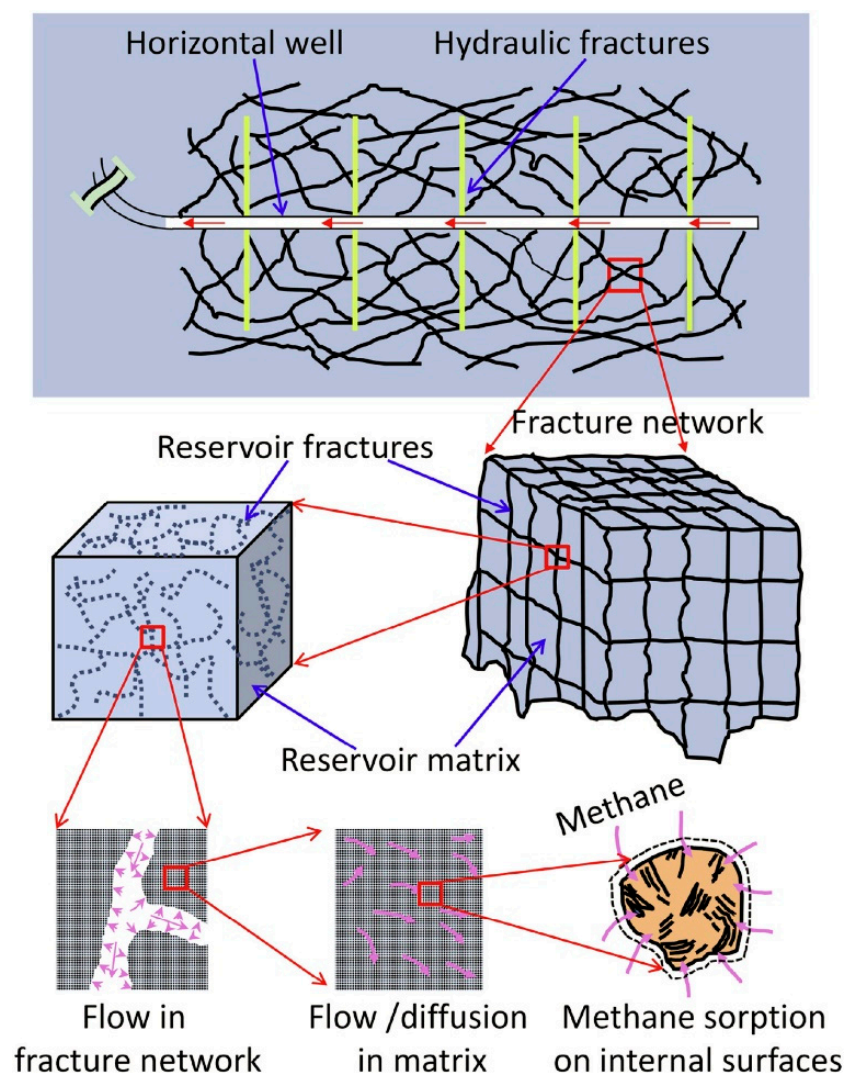 Horizontal well
Hydraulic fractures
Fracture network
Reservoir fractures
Reservoir matrix
Methane
Flow in
fracture network
Flow /diffusion
in matrix
Methane sorption
on internal surfaces